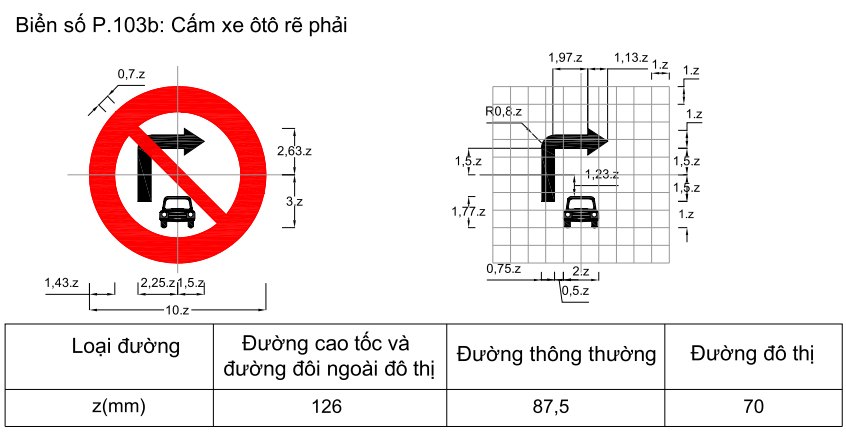 Biển số P.103b: Cấm xe ôtô rẽ phải
0,7.z
2,63.z
3.z
1,43.z
2,25.z
1,5.z
10.z
1,97.z
1,13.z
1.z
1.z
R0,8.z
1.z
1,5.z
1,5.z
1,23.z
1,5.z
1,77.z
1.z
0,75.z
2.z
0,5.z
Loại đường
Đường cao tốc và
đường đôi ngoài đô thị
Đường thông thường
Đường đô thị
z(mm)
126
87,5
70